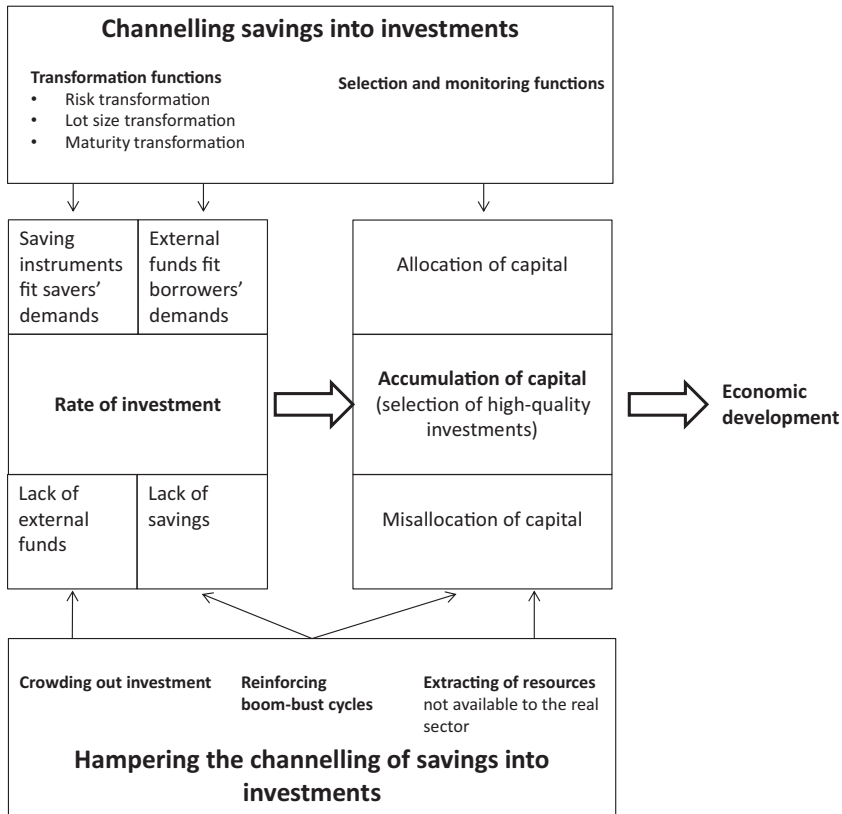 Channelling savings into investments
Transformation functions
• Risk transformation
• Lot size transformation
• Maturity transformation
Selection and monitoring functions
Saving
instruments
fit savers’
demands
External
funds fit
borrowers’
demands
Allocation of capital
Rate of investment
Accumulation of capital
(selection of high-quality
investments)
Economic
development
Lack of
external
funds
Lack of
savings
Misallocation of capital
Crowding out investment
Reinforcing
boom-bust cycles
Extracting of resources
not available to the real
sector
Hampering the channelling of savings into
investments